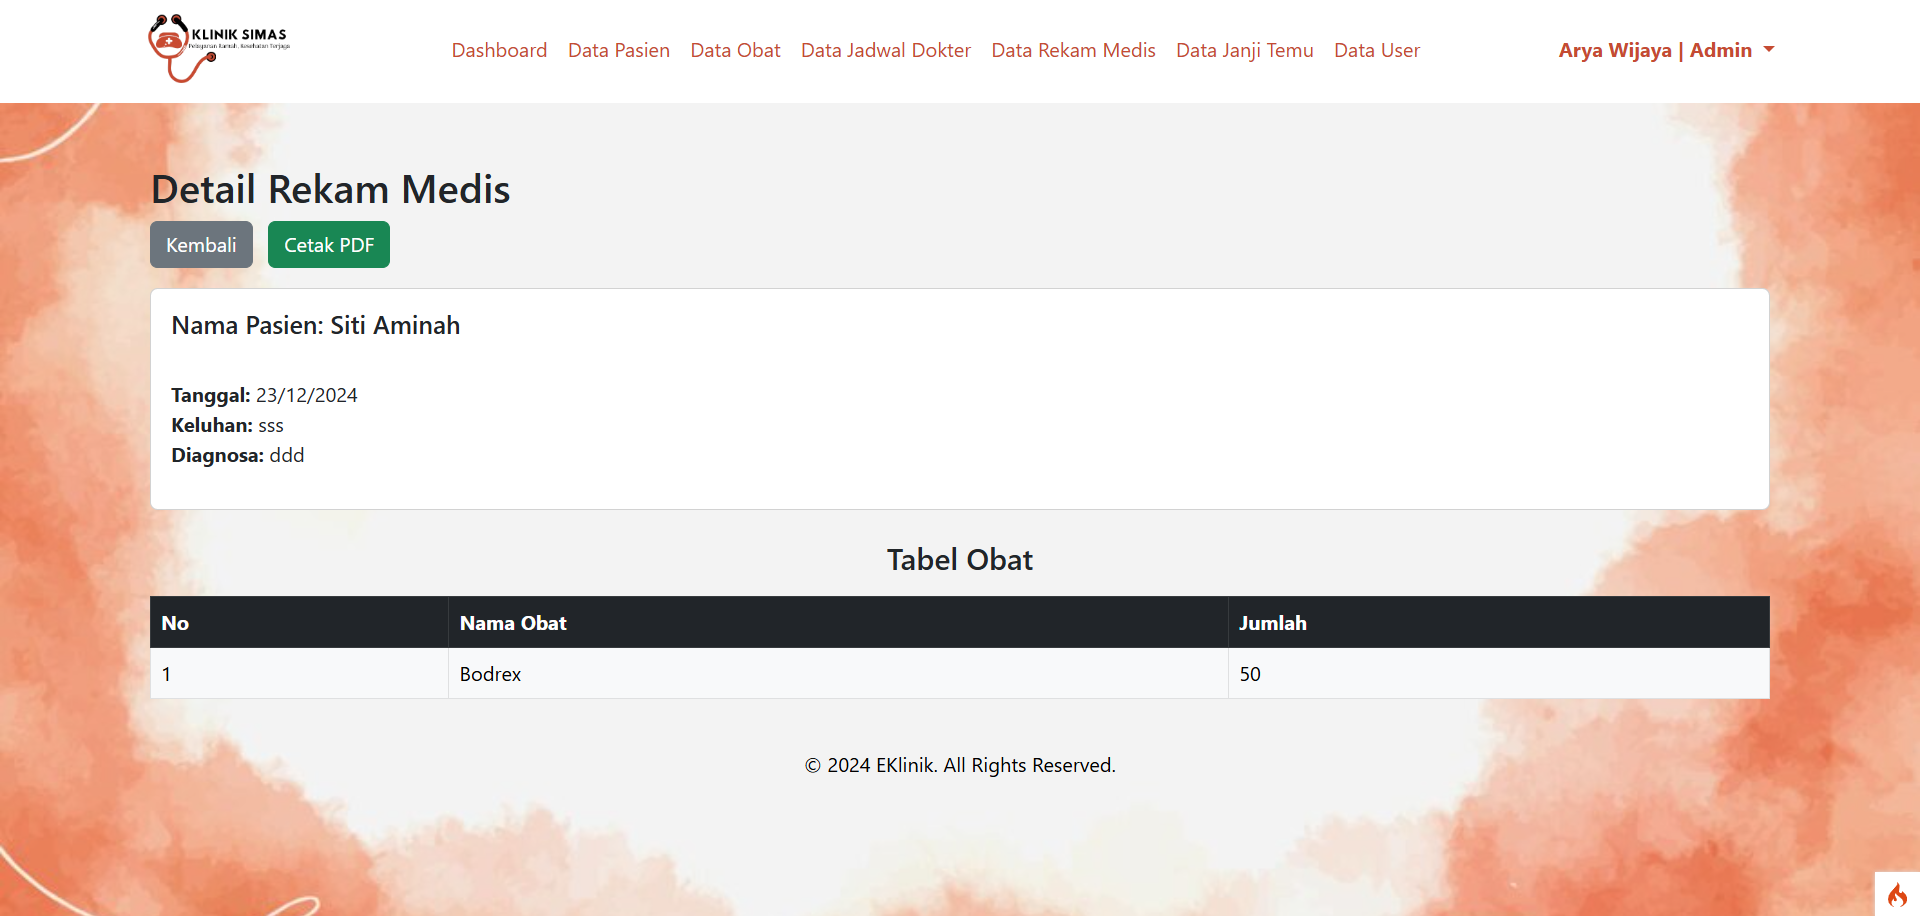 KLINIK SIMAS
Pelayanan Ramah, Kesehatan Terjaga
Dashboard Data Pasien Data Obat Data Jadwal Dokter Data Rekam Medis Data Janji Temu Data User
Arya Wijaya | Admin
Detail Rekam Medis
Kembali Cetak PDF
Nama Pasien: Siti Aminah
Tanggal: 23/12/2024
Keluhan: sss
Diagnosa: ddd
Tabel Obat
No Nama Obat Jumlah
1 Bodrex 50
© 2024 EKlinik. All Rights Reserved.